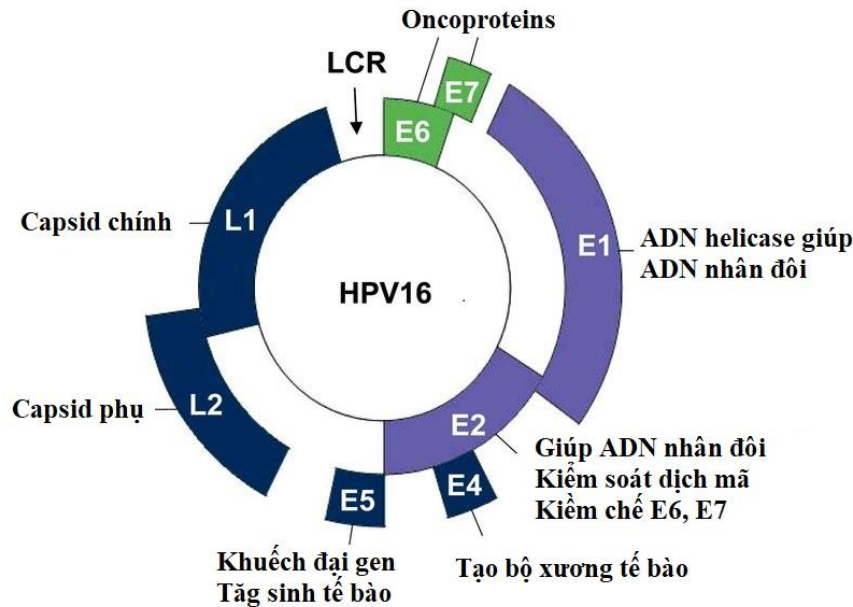 Oncoproteins
LCR
E7
E6
L1
Capsid chính
E1
ADN helicase giúp
ADN nhân đôi
HPV16
L2
Capsid phụ
E2
Giúp ADN nhân đôi
Kiểm soát dịch mã
Kiềm chế E6, E7
E4
E5
Khuếch đại gen
Tăg sinh tế bào
Tạo bộ xương tế bào